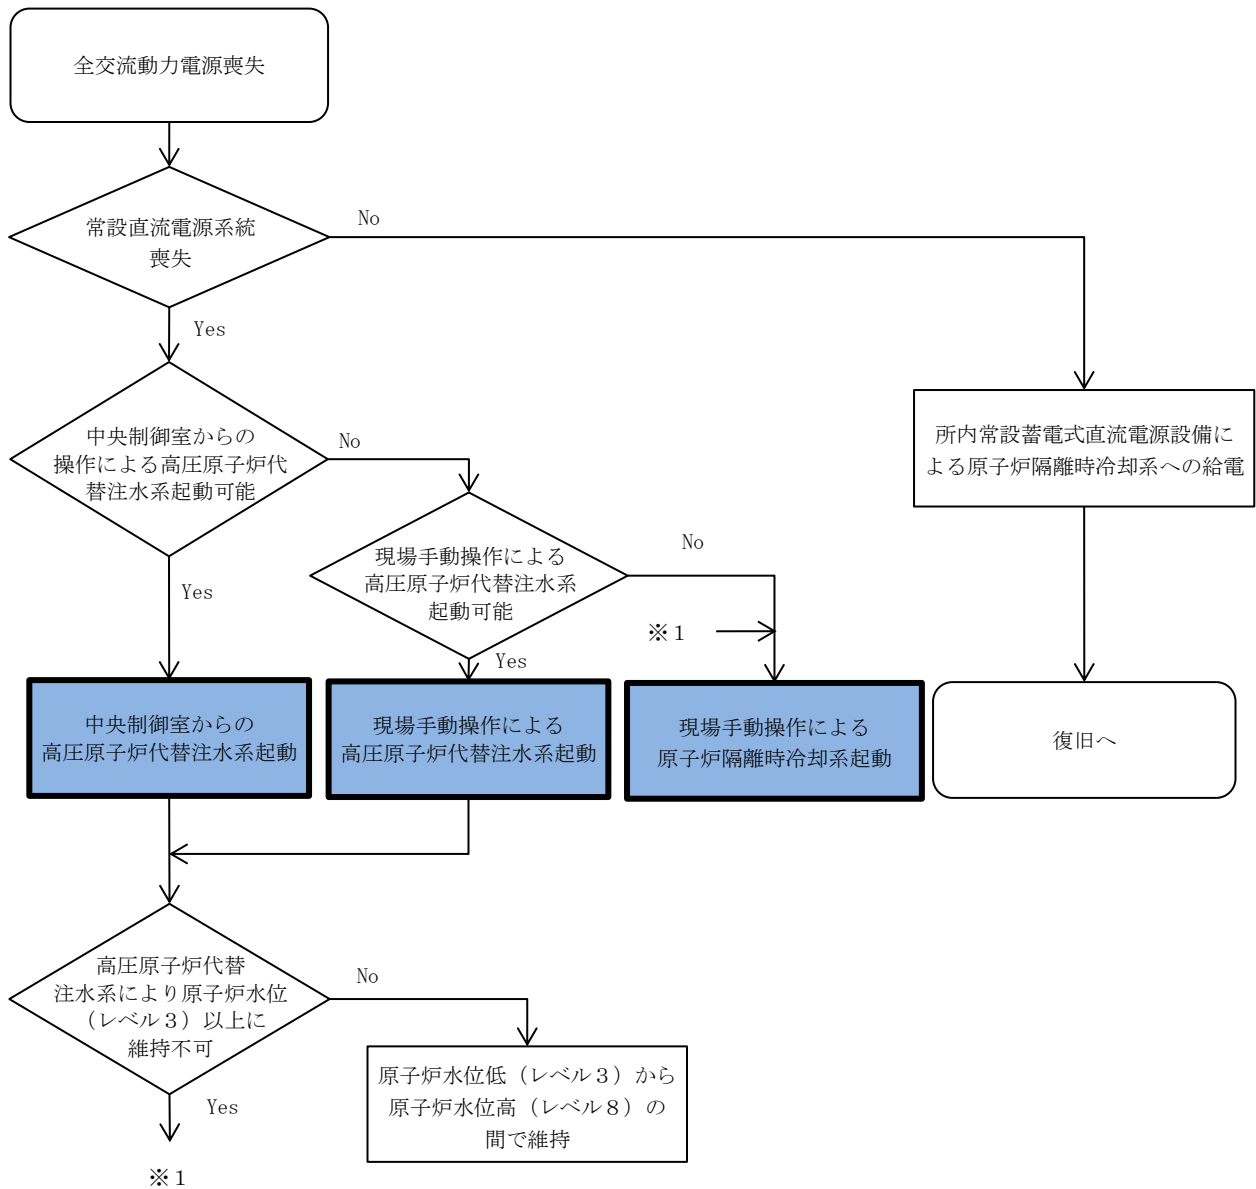 全交流動力電源喪失
常設直流電源系統
喪失
No
Yes
中央制御室からの
操作による高圧原子炉代
替注水系起動可能
No
Yes
所内常設蓄電式直流電源設備に
よる原子炉隔離時冷却系への給電
現場手動操作による
高圧原子炉代替注水系
起動可能
No
※1
Yes
中央制御室からの
高圧原子炉代替注水系起動
現場手動操作による
高圧原子炉代替注水系起動
現場手動操作による
原子炉隔離時冷却系起動
復旧へ
高圧原子炉代替
注水系により原子炉水位
(レベル3)以上に
維持不可
No
Yes
原子炉水位低(レベル3)から
原子炉水位高(レベル8)の
間で維持
※1